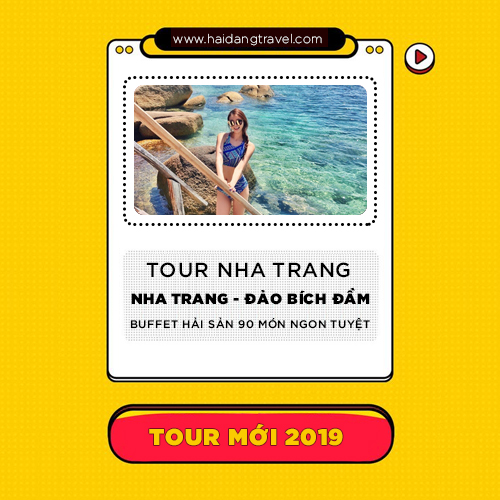 www.haidangtravel.com
TOUR NHA TRANG
NHA TRANG - ĐẢO BÍCH ĐẦM
BUFFET HẢI SẢN 90 MÓN NGON TUYỆT
TOUR MỚI 2019